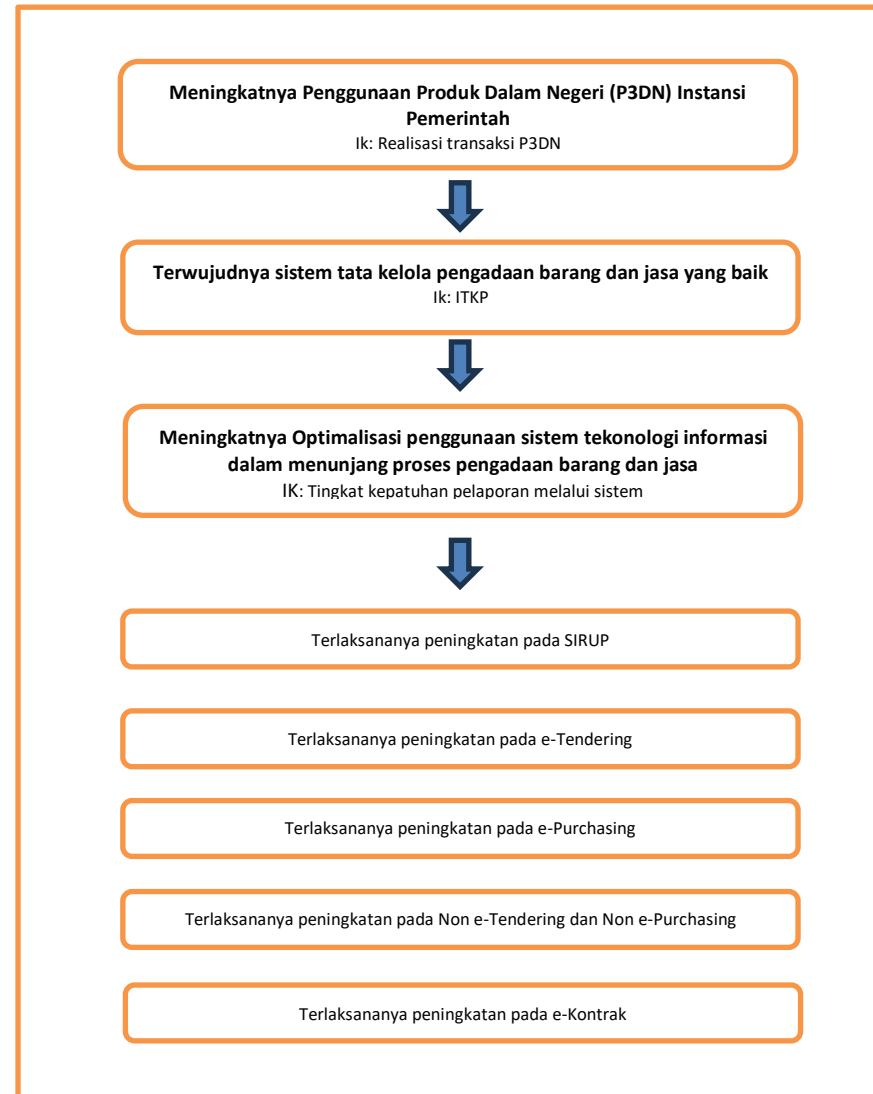 Meningkatnya Penggunaan Produk Dalam Negeri (P3DN) Instansi
Pemerintah
Ik: Realisasi transaksi P3DN
Terwujudnya sistem tata kelola pengadaan barang dan jasa yang baik
Ik: ITKP
Meningkatnya Optimalisasi penggunaan sistem tekonologi informasi
dalam menunjang proses pengadaan barang dan jasa
IK: Tingkat kepatuhan pelaporan melalui sistem
Terlaksananya peningkatan pada SIRUP
Terlaksananya peningkatan pada e-Tendering
Terlaksananya peningkatan pada e-Purchasing
Terlaksananya peningkatan pada Non e-Tendering dan Non e-Purchasing
Terlaksananya peningkatan pada e-Kontrak